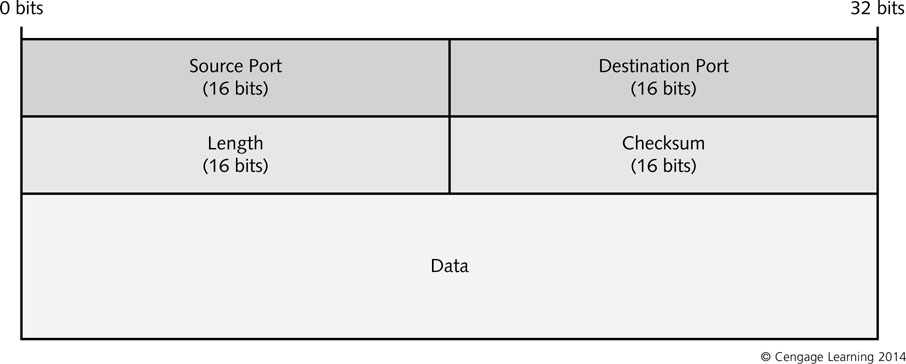 0 bits
32 bits
Source Port
(16 bits)
Destination Port
(16 bits)
Length
(16 bits)
Checksum
(16 bits)
Data
© Cengage Learning 2014